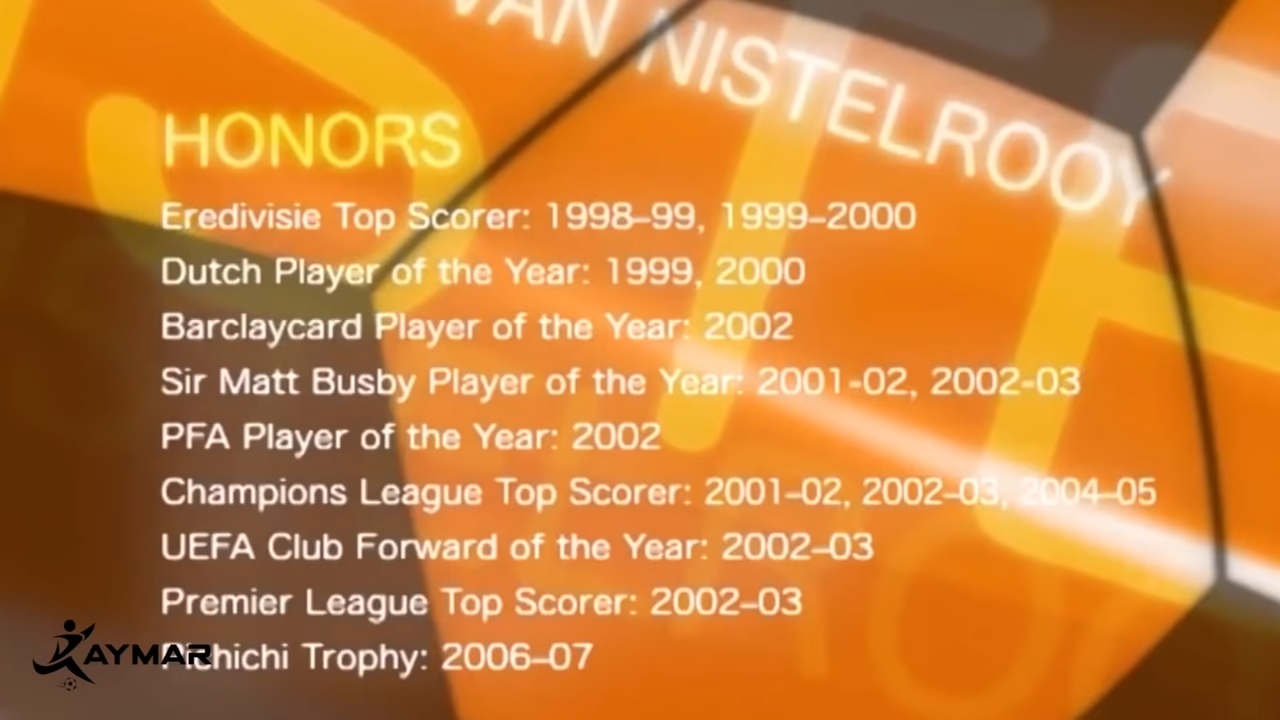 VAN NISTELROOY
HONORS
Eredivisie Top Scorer: 1998–99, 1999–2000
Dutch Player of the Year: 1999, 2000
Barclaycard Player of the Year: 2002
Sir Matt Busby Player of the Year: 2001-02, 2002-03
PFA Player of the Year: 2002
Champions League Top Scorer: 2001–02, 2002–03, 2004–05
UEFA Club Forward of the Year: 2002–03
Premier League Top Scorer: 2002–03
Pichichi Trophy: 2006–07
KAYMAR